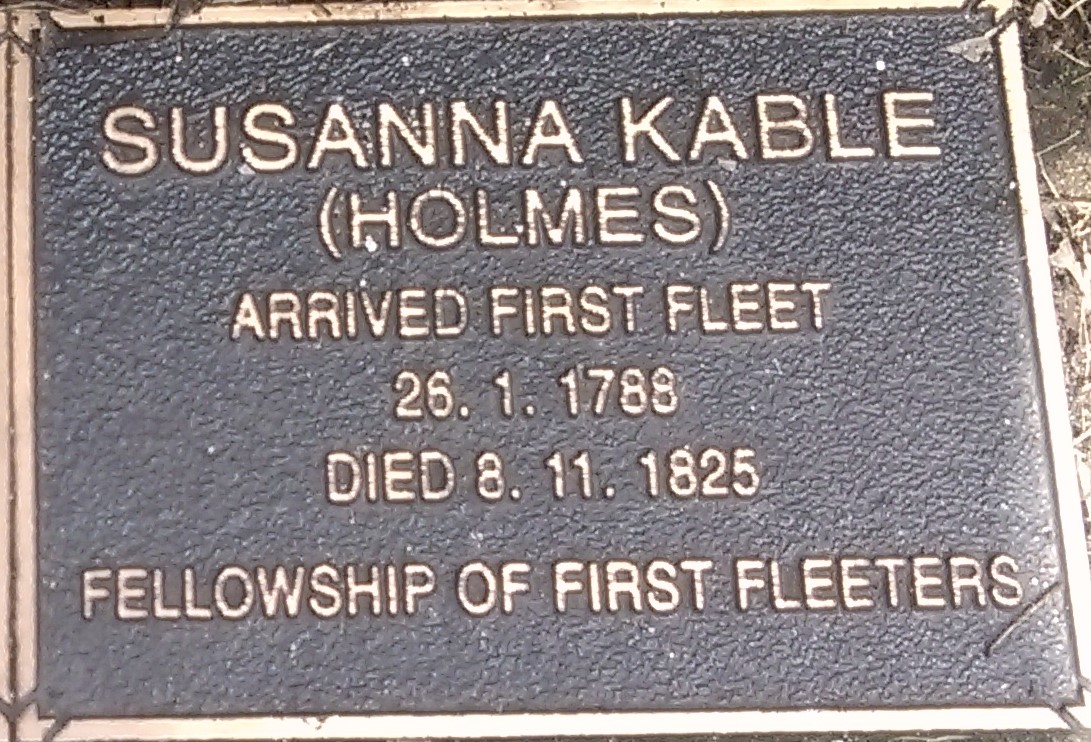 SUSANNA KABLE
(HOLMES)
ARRIVED FIRST FLEET
26. 1. 1788
DIED 8. 11. 1825
FELLOWSHIP OF FIRST FLEETERS